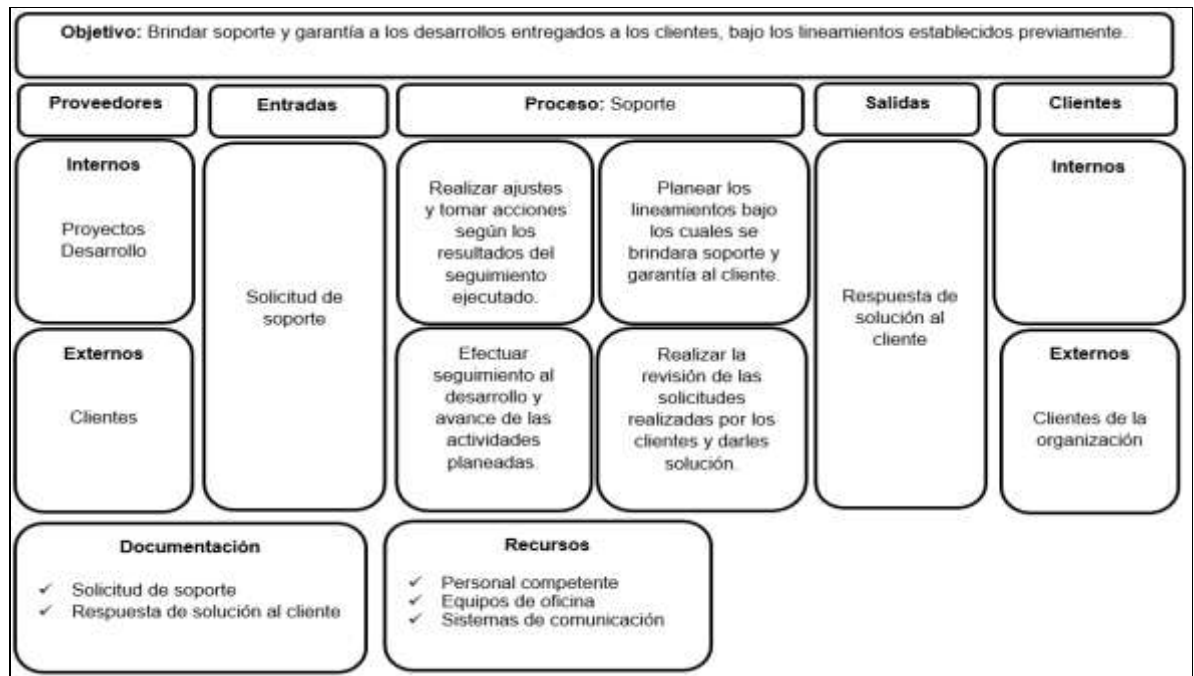 Objetivo: Brindar soporte y garantía a los desarrollos entregados a los clientes, bajo los lineamientos establecidos previamente.
Proveedores
Entradas
Proceso: Soporte
Salidas
Clientes
Internos
Proyectos
Desarrollo
Externos
Clientes
Solicitud de
soporte
Realizar ajustes
y tomar acciones
según los
resultados del
seguimiento
ejecutado.
Planear los
lineamientos bajo
los cuales se
brindara soporte y
garantía al cliente.
Efectuar
seguimiento al
desarrollo y
avance de las
actividades
planeadas.
Realizar la
revisión de las
solicitudes
realizadas por los
clientes y darles
solución.
Respuesta de
solución al
cliente
Internos
Externos
Clientes de la
organización
Documentación
✓ Solicitud de soporte
✓ Respuesta de solución al cliente
Recursos
✓ Personal competente
✓ Equipos de oficina
✓ Sistemas de comunicación